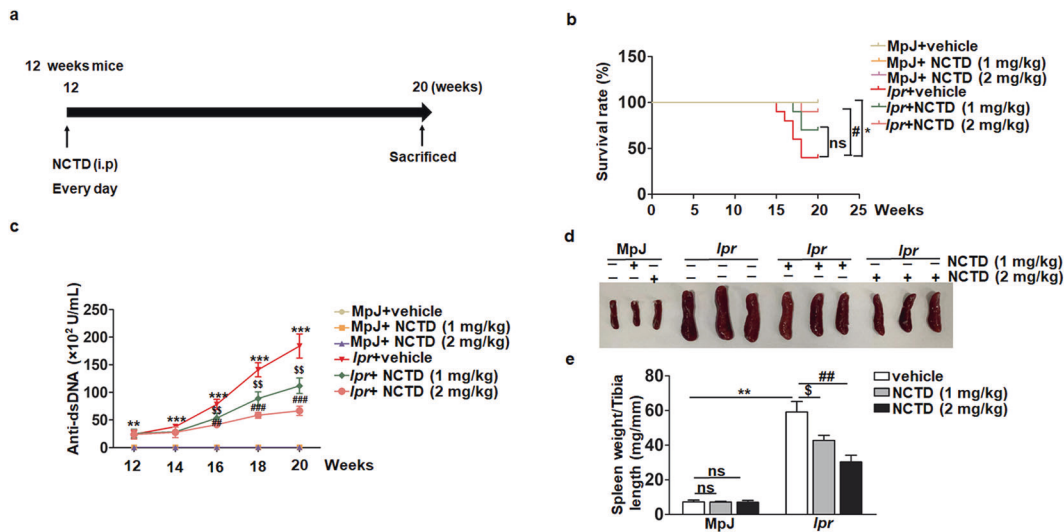 a
12 weeks mice
12
20 (weeks)
NCTD (i.p)
Every day
Sacrificed
b
Survival rate (%)
150
100
50
0
0 5 10 15 20 25 Weeks
MpJ+vehicle
MpJ+ NCTD (1 mg/kg)
MpJ+ NCTD (2 mg/kg)
lpr+vehicle
lpr+NCTD (1 mg/kg)
lpr+NCTD (2 mg/kg)
ns # *
c
Anti-dsDNA (×10² U/mL)
250
200
150
100
50
0
12 14 16 18 20 Weeks
** *** *** *** ***
$$ $$ $$
## ### ###
MpJ+vehicle
MpJ+ NCTD (1 mg/kg)
MpJ+ NCTD (2 mg/kg)
lpr+vehicle
lpr+ NCTD (1 mg/kg)
lpr+ NCTD (2 mg/kg)
d
MpJ lpr lpr lpr
− + − − − − + + + − − − NCTD (1 mg/kg)
− − + − − − − − − + + + NCTD (2 mg/kg)
e
Spleen weight/Tibia
length (mg/mm)
80
60
40
20
0
ns
ns
**
##
$
MpJ lpr
vehicle
NCTD (1 mg/kg)
NCTD (2 mg/kg)